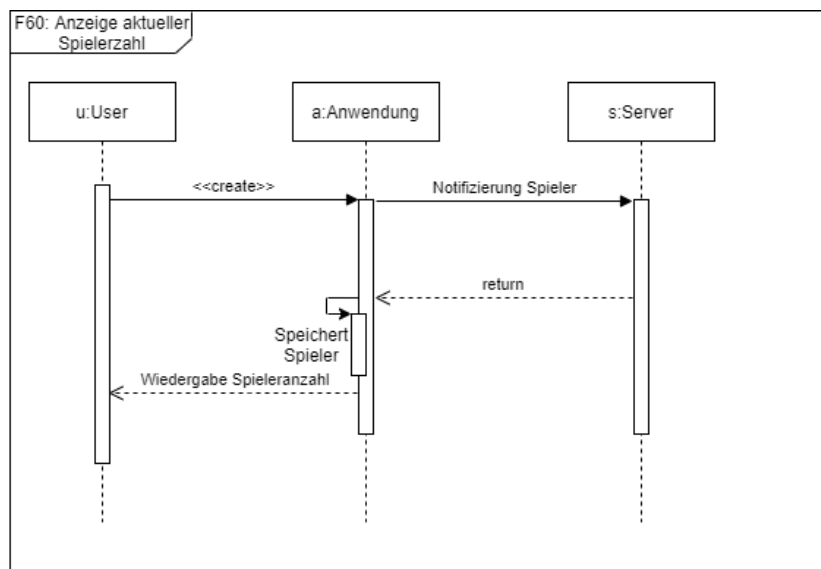 F60: Anzeige aktueller
Spielerzahl
u:User
a:Anwendung
s:Server
<<create>>
Notifizierung Spieler
return
Speichert
Spieler
Wiedergabe Spieleranzahl